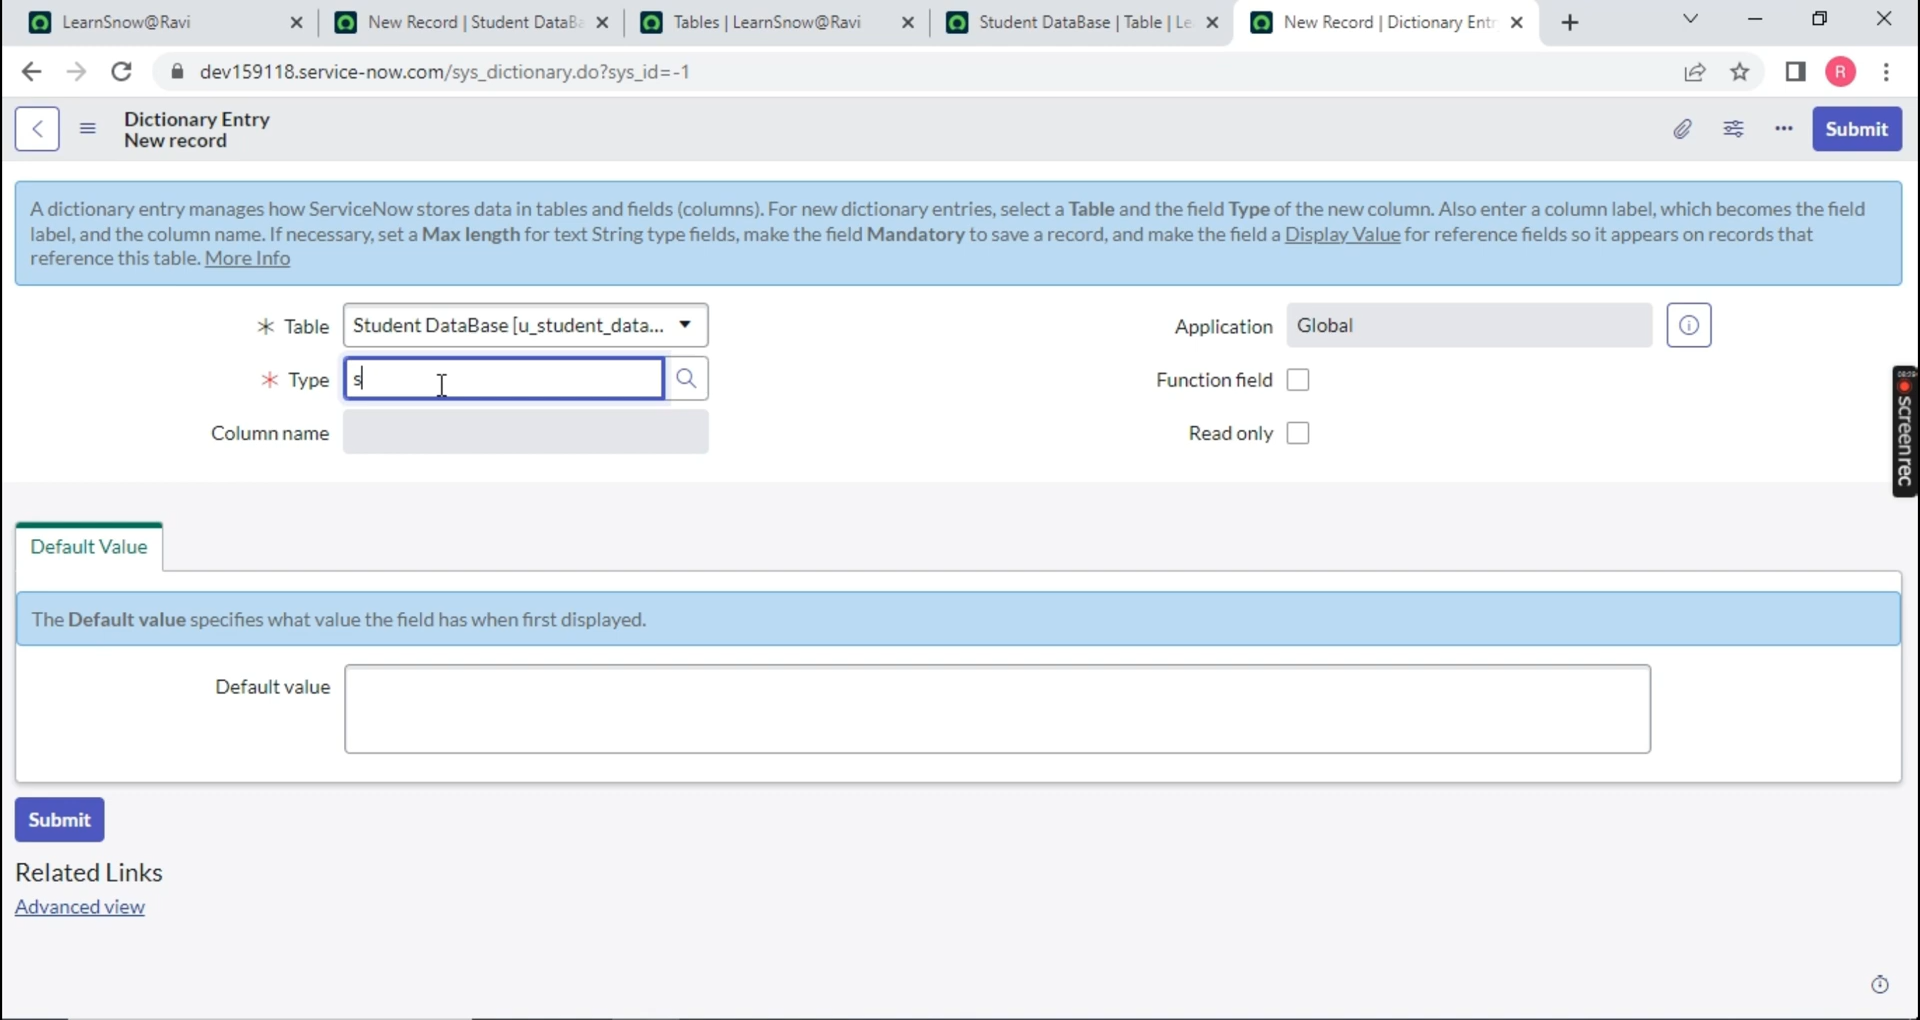 LearnSnow@Ravi
New Record | Student DataBa
Tables | LearnSnow@Ravi
Student DataBase | Table | Le
New Record | Dictionary Entr
dev159118.service-now.com/sys_dictionary.do?sys_id=-1
R
Dictionary Entry
New record
Submit
A dictionary entry manages how ServiceNow stores data in tables and fields (columns). For new dictionary entries, select a Table and the field Type of the new column. Also enter a column label, which becomes the field
label, and the column name. If necessary, set a Max length for text String type fields, make the field Mandatory to save a record, and make the field a Display Value for reference fields so it appears on records that
reference this table. More Info
Table
Student DataBase [u_student_data...
Application
Global
Type
s
Function field
Column name
Read only
screenrec
Default Value
The Default value specifies what value the field has when first displayed.
Default value
Submit
Related Links
Advanced view